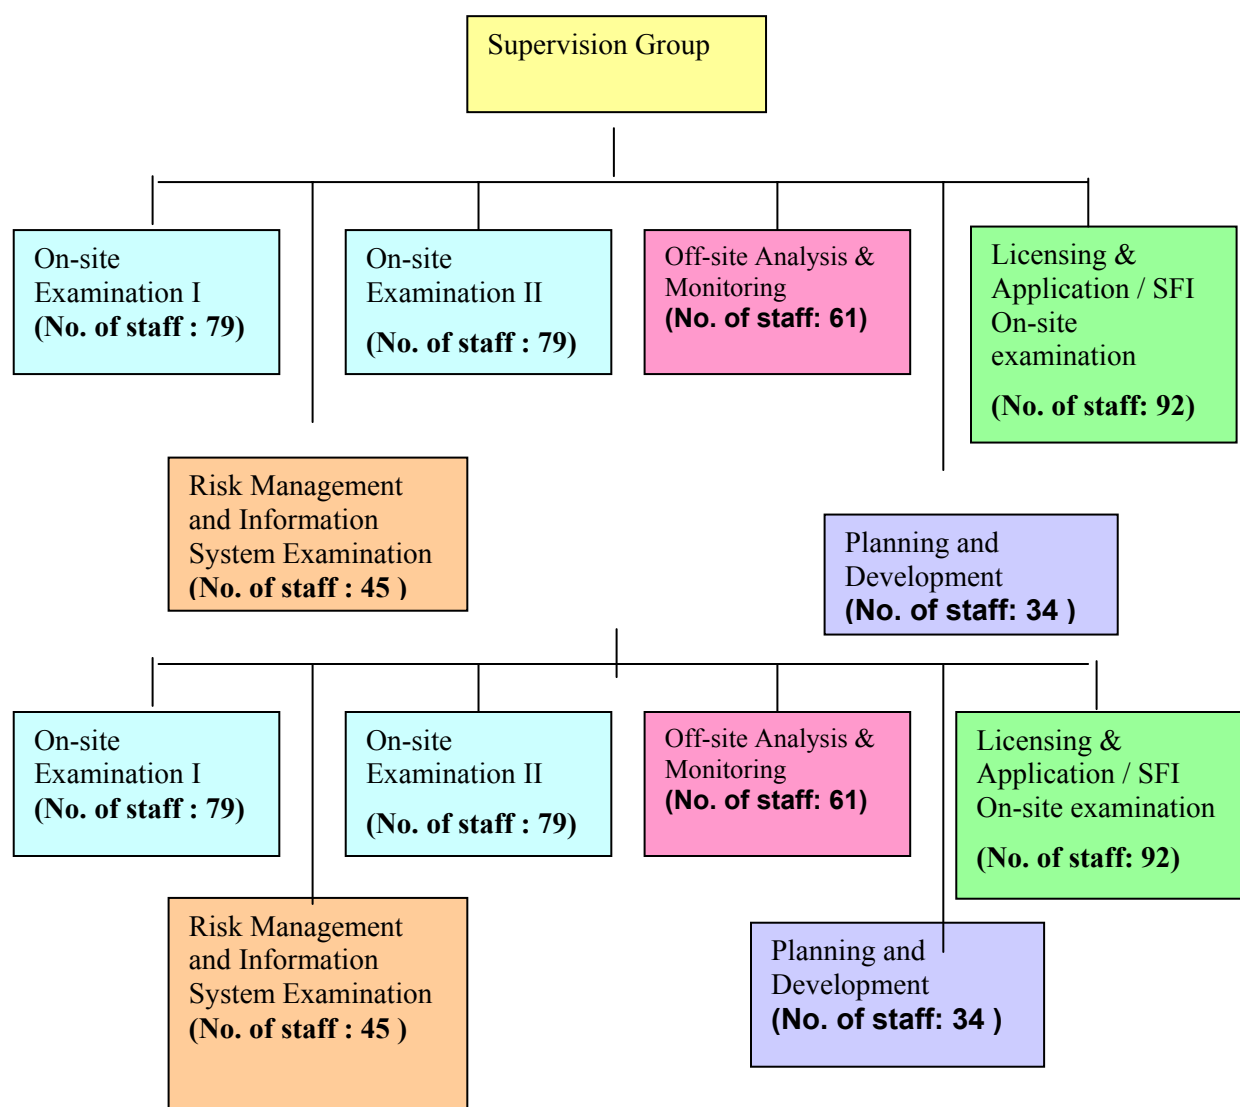 Supervision Group
On-site
Examination I
(No. of staff : 79)
On-site
Examination II
(No. of staff : 79)
Off-site Analysis &
Monitoring
(No. of staff: 61)
Licensing &
Application / SFI
On-site
examination
(No. of staff: 92)
Risk Management
and Information
System Examination
(No. of staff : 45 )
Planning and
Development
(No. of staff: 34 )
On-site
Examination I
(No. of staff : 79)
On-site
Examination II
(No. of staff : 79)
Off-site Analysis &
Monitoring
(No. of staff: 61)
Licensing &
Application / SFI
On-site examination
(No. of staff: 92)
Risk Management
and Information
System Examination
(No. of staff : 45 )
Planning and
Development
(No. of staff: 34 )